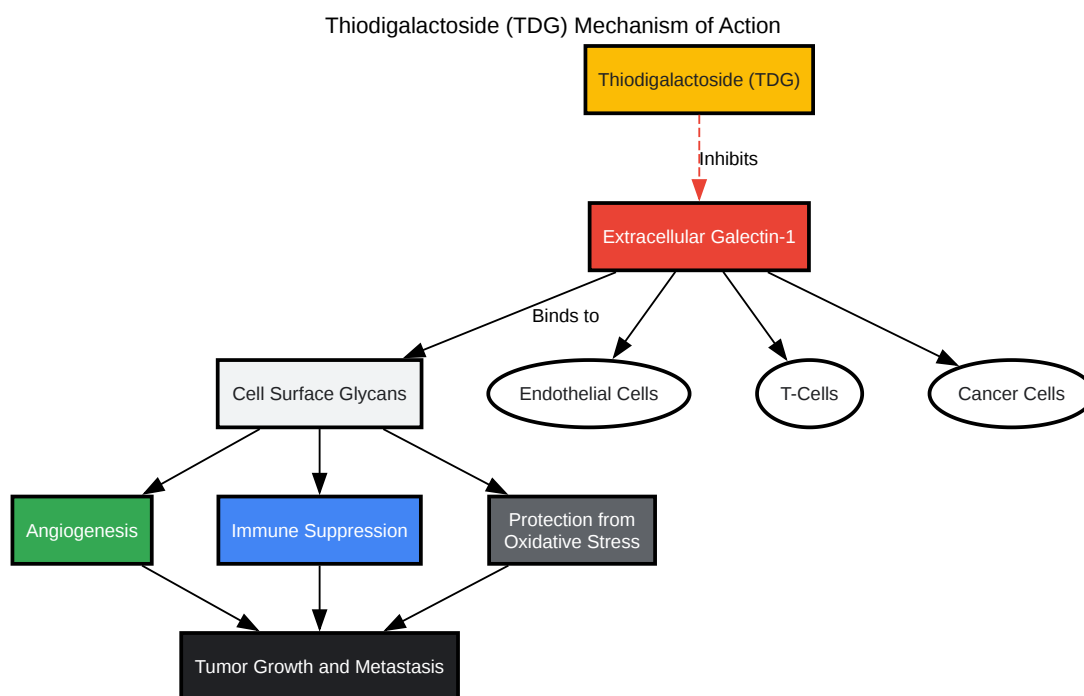 Thiodigalactoside (TDG) Mechanism of Action
Thiodigalactoside (TDG)
Inhibits
Extracellular Galectin-1
Binds to
Cell Surface Glycans
Endothelial Cells
T-Cells
Cancer Cells
Angiogenesis
Immune Suppression
Protection from
Oxidative Stress
Tumor Growth and Metastasis